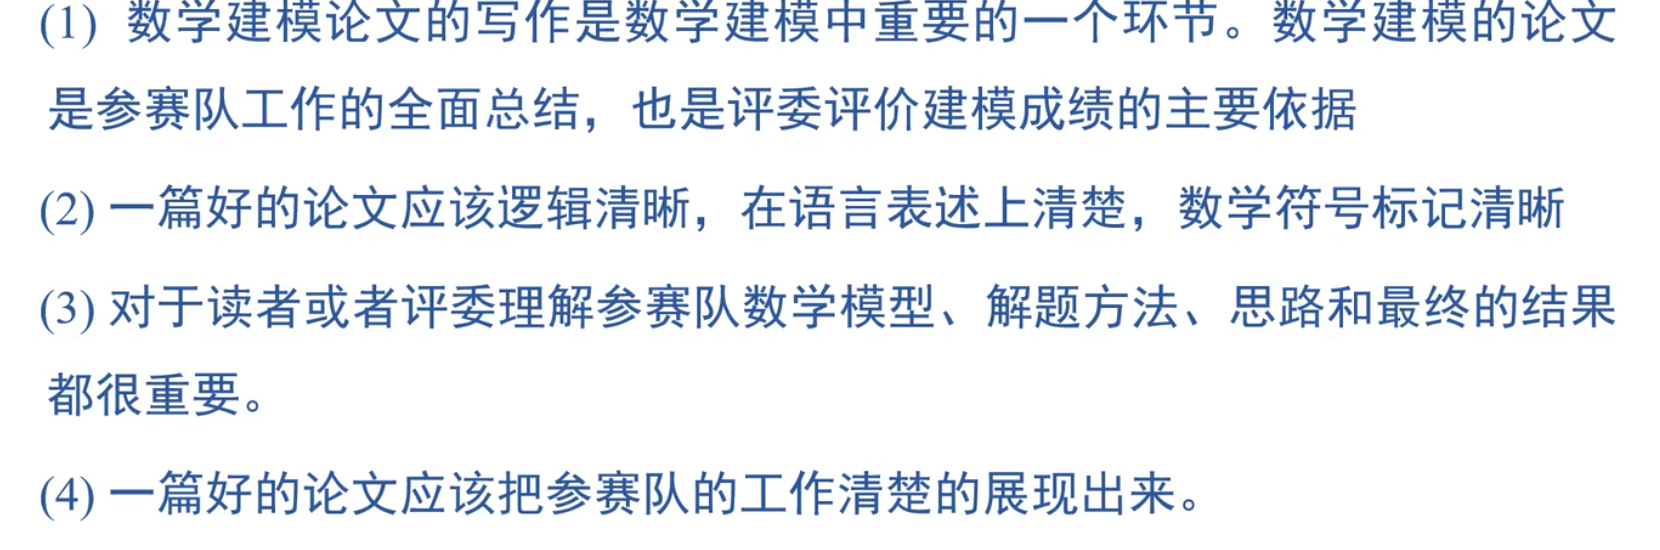 (1) 数学建模论文的写作是数学建模中重要的一个环节。数学建模的论文
是参赛队工作的全面总结，也是评委评价建模成绩的主要依据
(2) 一篇好的论文应该逻辑清晰，在语言表述上清楚，数学符号标记清晰
(3) 对于读者或者评委理解参赛队数学模型、解题方法、思路和最终的结果
都很重要。
(4) 一篇好的论文应该把参赛队的工作清楚的展现出来。